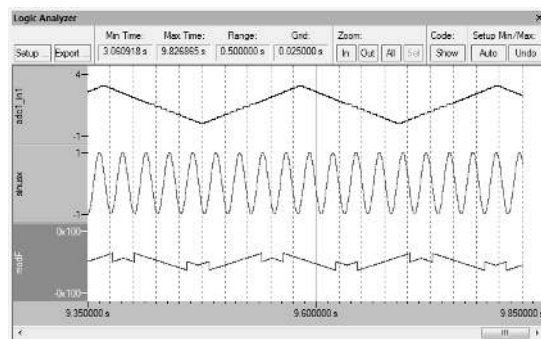 Logic Analyzer
Min Time: Max Time: Range: Grid: Zoom: Code: Setup Min/Max:
Setup ... Export ... 3.060918 s 9.826865 s 0.500000 s 0.025000 s In Out All Sel Show Auto Undo
4
adc1_in1
-1
1
sinusx
-1
0x100
modF
-0x100
9.350000 s 9.600000 s 9.850000 s